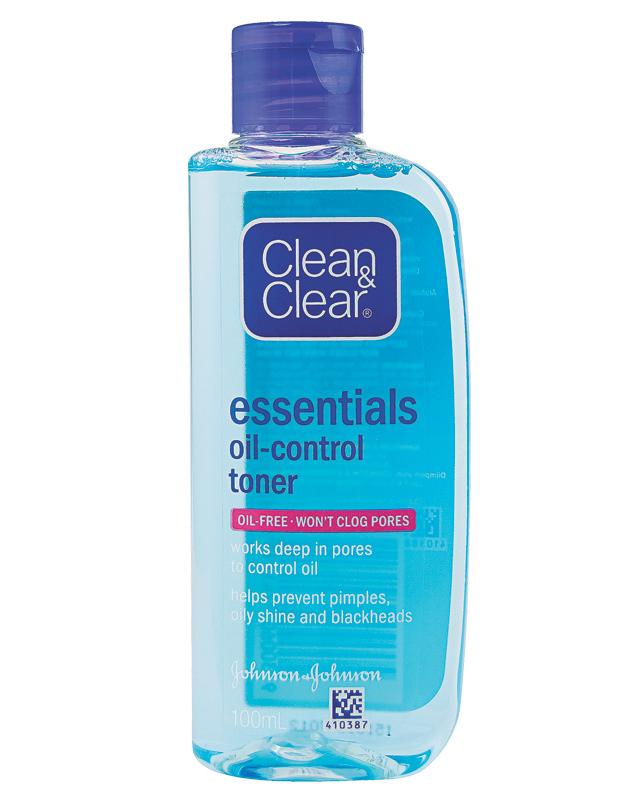 Clean
&
Clear®
essentials
oil-control
toner
OIL-FREE · WON'T CLOG PORES
works deep in pores
to control oil
helps prevent pimples,
oily shine and blackheads
Johnson & Johnson
100mL
410387